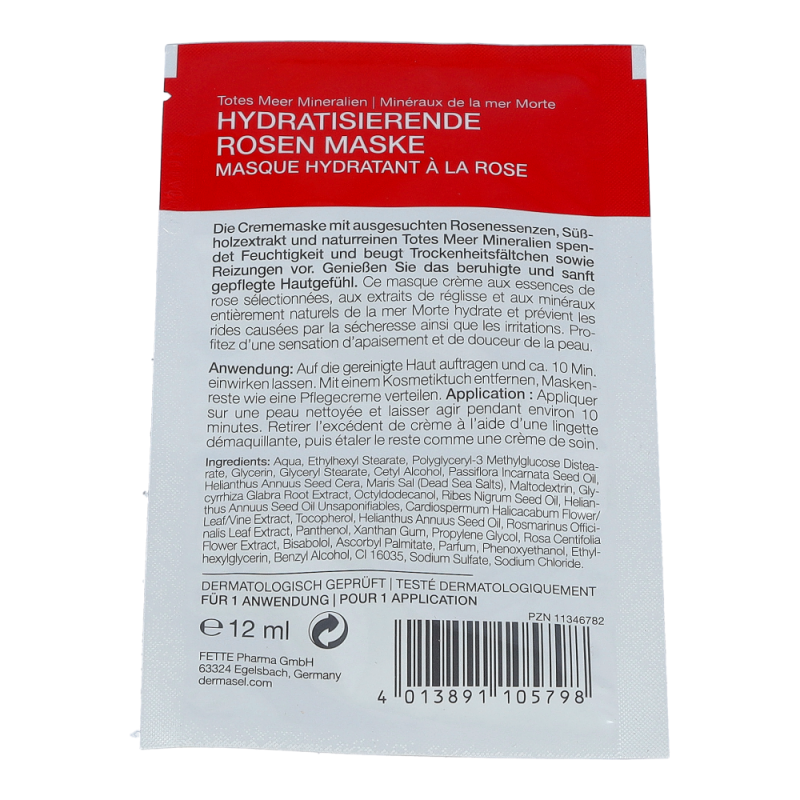 Totes Meer Mineralien | Minéraux de la mer Morte
HYDRATISIERENDE
ROSEN MASKE
MASQUE HYDRATANT À LA ROSE
Die Crememaske mit ausgesuchten Rosenessenzen, Süß-
holzextrakt und naturreinen Totes Meer Mineralien spen-
det Feuchtigkeit und beugt Trockenheitsfältchen sowie
Reizungen vor. Genießen Sie das beruhigte und sanft
gepflegte Hautgefühl. Ce masque crème aux essences de
rose sélectionnées, aux extraits de réglisse et aux minéraux
entièrement naturels de la mer Morte hydrate et prévient les
rides causées par la sécheresse ainsi que les irritations. Pro-
fitez d'une sensation d'apaisement et de douceur de la peau.
Anwendung: Auf die gereinigte Haut auftragen und ca. 10 Min.
einwirken lassen. Mit einem Kosmetiktuch entfernen, Masken-
reste wie eine Pflegecreme verteilen. Application : Appliquer
sur une peau nettoyée et laisser agir pendant environ 10
minutes. Retirer l'excédent de crème à l'aide d'une lingette
démaquillante, puis étaler le reste comme une crème de soin.
Ingredients: Aqua, Ethylhexyl Stearate, Polyglyceryl-3 Methylglucose Distea-
rate, Glycerin, Glyceryl Stearate, Cetyl Alcohol, Passiflora Incarnata Seed Oil,
Helianthus Annuus Seed Cera, Maris Sal (Dead Sea Salts), Maltodextrin, Gly-
cyrrhiza Glabra Root Extract, Octyldodecanol, Ribes Nigrum Seed Oil, Helian-
thus Annuus Seed Oil Unsaponifiables, Cardiospermum Halicacabum Flower/
Leaf/Vine Extract, Tocopherol, Helianthus Annuus Seed Oil, Rosmarinus Offici-
nalis Leaf Extract, Panthenol, Xanthan Gum, Propylene Glycol, Rosa Centifolia
Flower Extract, Bisabolol, Ascorbyl Palmitate, Parfum, Phenoxyethanol, Ethyl-
hexylglycerin, Benzyl Alcohol, CI 16035, Sodium Sulfate, Sodium Chloride.
DERMATOLOGISCH GEPRÜFT | TESTÉ DERMATOLOGIQUEMENT
FÜR 1 ANWENDUNG | POUR 1 APPLICATION
PZN 11346782
℮ 12 ml
FETTE Pharma GmbH
63324 Egelsbach, Germany
dermasel.com
4 013891 105798